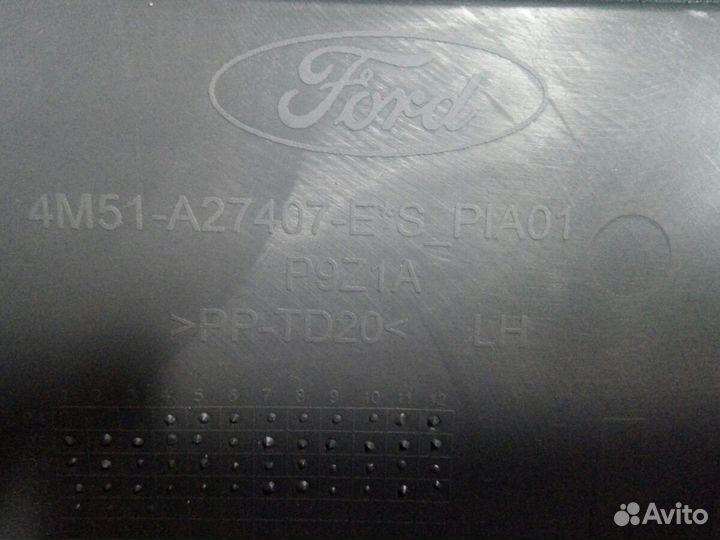 Ford
4M51-A27407-E*S_PIA01
P9Z1A
>PP-TD20< LH
1 2 3 4 5 6 7 8 9 10 11 12
Avito